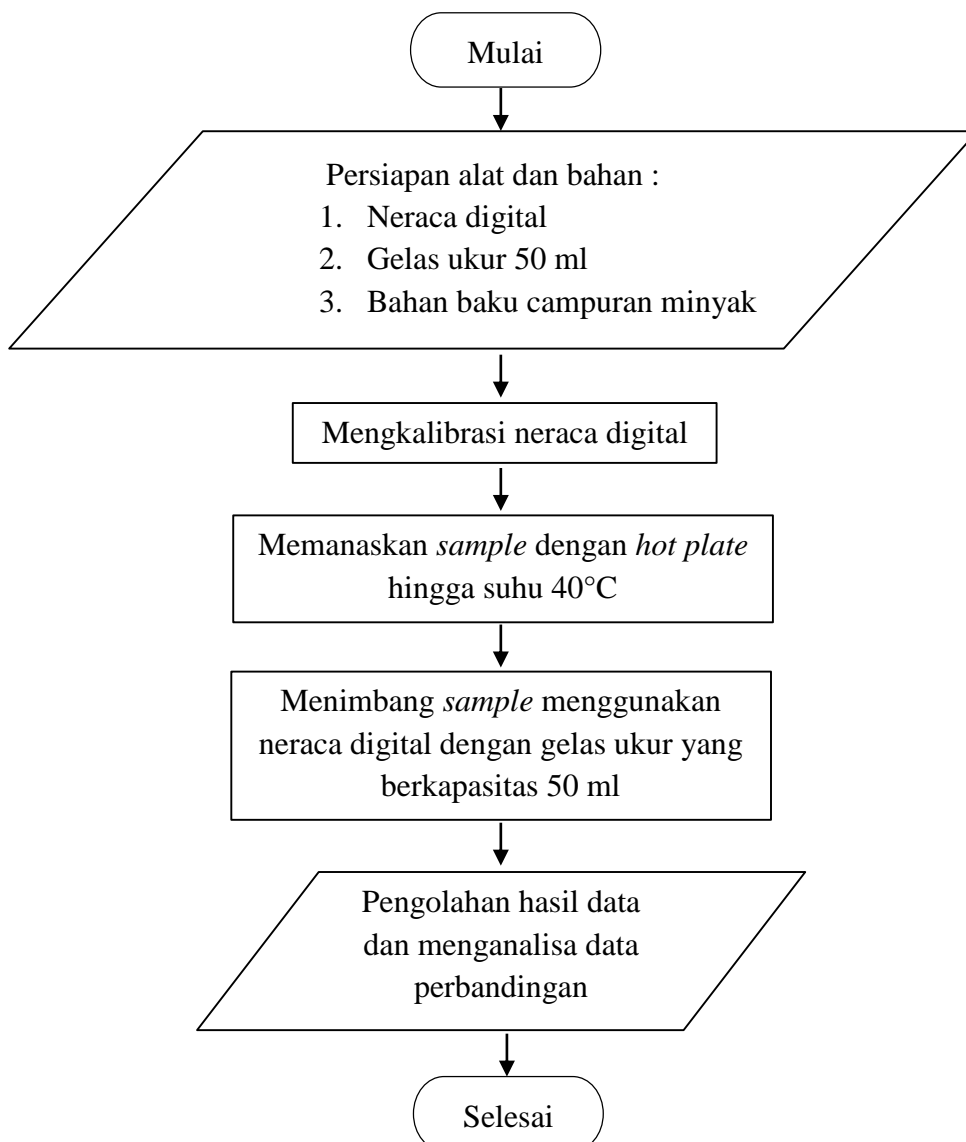 Mulai
Persiapan alat dan bahan :
1. Neraca digital
2. Gelas ukur 50 ml
3. Bahan baku campuran minyak
Mengkalibrasi neraca digital
Memanaskan sample dengan hot plate
hingga suhu 40°C
Menimbang sample menggunakan
neraca digital dengan gelas ukur yang
berkapasitas 50 ml
Pengolahan hasil data
dan menganalisa data
perbandingan
Selesai